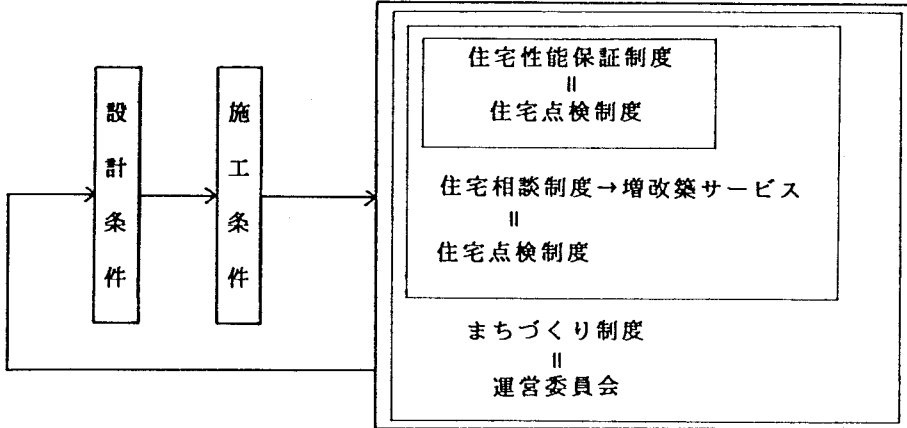 設計条件
施工条件
住宅性能保証制度
=
住宅点検制度
住宅相談制度→増改築サービス
=
住宅点検制度
まちづくり制度
=
運営委員会